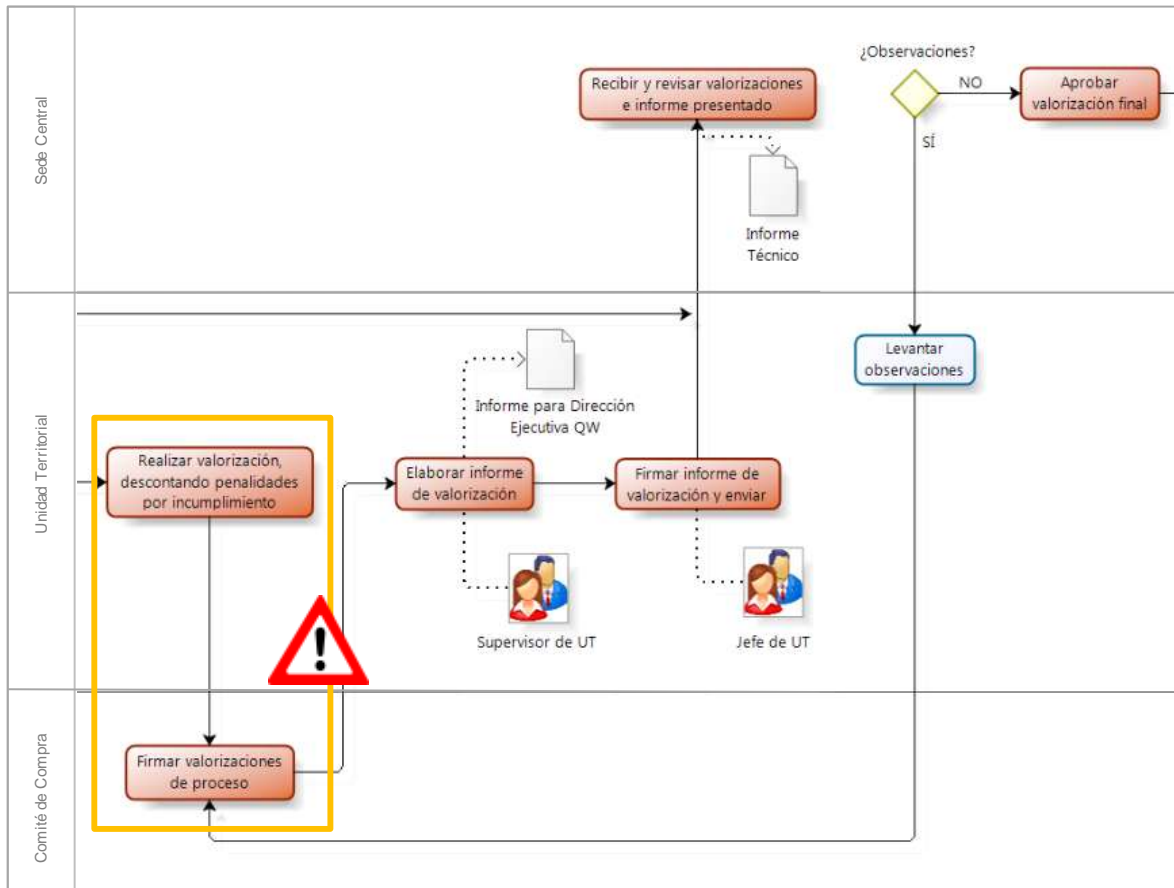 Sede Central
¿Observaciones?
Recibir y revisar valorizaciones
e informe presentado
NO
Aprobar
valorización final
SÍ
Informe
Técnico
Unidad Territorial
Levantar
observaciones
Informe para Dirección
Ejecutiva QW
Realizar valorización,
descontando penalidades
por incumplimiento
Elaborar informe
de valorización
Firmar informe de
valorización y enviar
Supervisor de UT
Jefe de UT
!
Comité de Compra
Firmar valorizaciones
de proceso